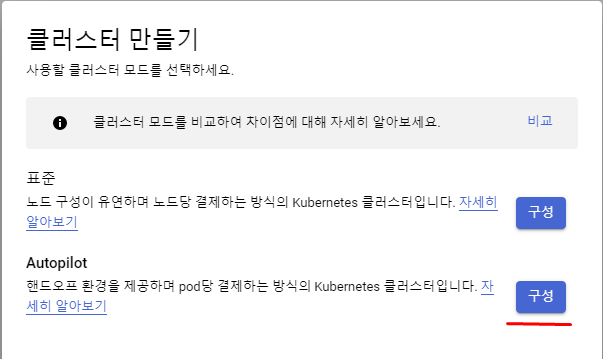 클러스터 만들기
사용할 클러스터 모드를 선택하세요.
클러스터 모드를 비교하여 차이점에 대해 자세히 알아보세요. 비교
표준
노드 구성이 유연하며 노드당 결제하는 방식의 Kubernetes 클러스터입니다. 자세히
알아보기
구성
Autopilot
핸드오프 환경을 제공하며 pod당 결제하는 방식의 Kubernetes 클러스터입니다. 자
세히 알아보기
구성